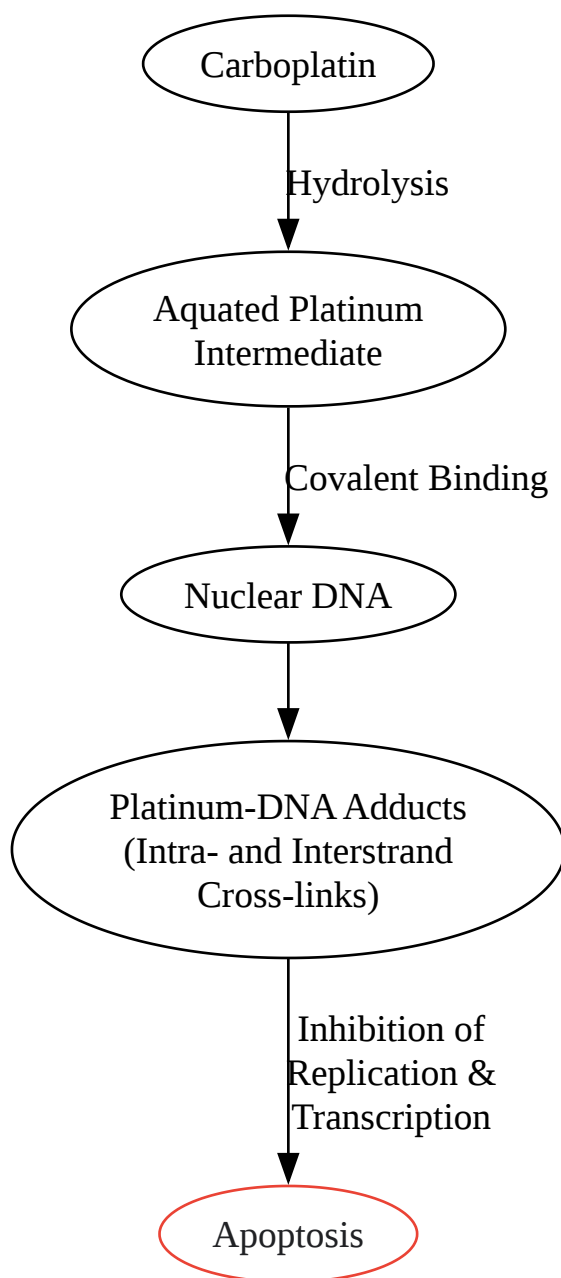 Carboplatin
Hydrolysis
Aquated Platinum
Intermediate
Covalent Binding
Nuclear DNA
Platinum-DNA Adducts
(Intra- and Interstrand
Cross-links)
Inhibition of
Replication &
Transcription
Apoptosis